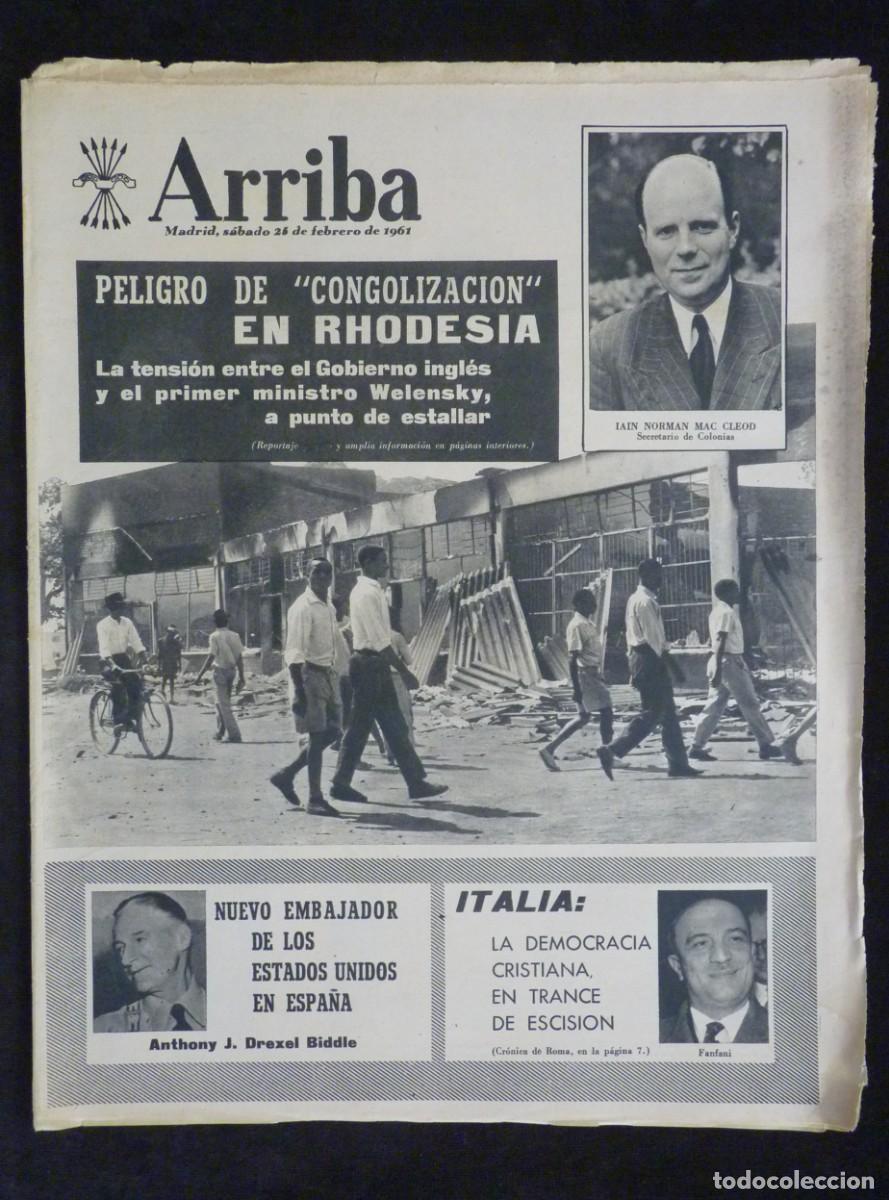 Arriba
Madrid, sábado 25 de febrero de 1961
PELIGRO DE "CONGOLIZACION"
EN RHODESIA
La tensión entre el Gobierno inglés
y el primer ministro Welensky,
a punto de estallar
(Reportaje y amplia información en páginas interiores.)
IAIN NORMAN MAC CLEOD
Secretario de Colonias
NUEVO EMBAJADOR
DE LOS
ESTADOS UNIDOS
EN ESPAÑA
Anthony J. Drexel Biddle
ITALIA:
LA DEMOCRACIA
CRISTIANA,
EN TRANCE
DE ESCISION
(Crónica de Roma, en la página 7.)
Fanfani
todocoleccion